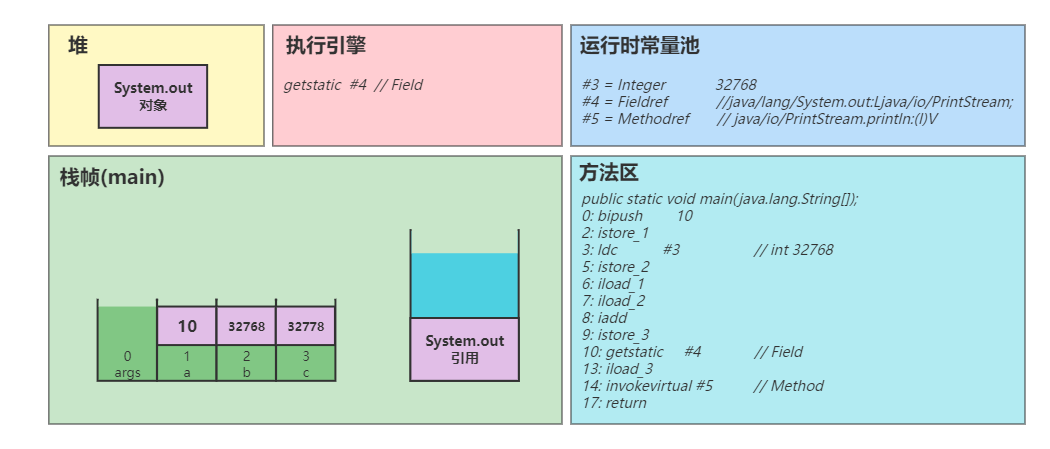 堆
System.out
对象
执行引擎
getstatic #4 // Field
运行时常量池
#3 = Integer 32768
#4 = Fieldref //java/lang/System.out:Ljava/io/PrintStream;
#5 = Methodref // java/io/PrintStream.println:(I)V
栈帧(main)
10 32768 32778
0 1 2 3
args a b c
System.out
引用
方法区
public static void main(java.lang.String[]);
0: bipush 10
2: istore_1
3: ldc #3 // int 32768
5: istore_2
6: iload_1
7: iload_2
8: iadd
9: istore_3
10: getstatic #4 // Field
13: iload_3
14: invokevirtual #5 // Method
17: return